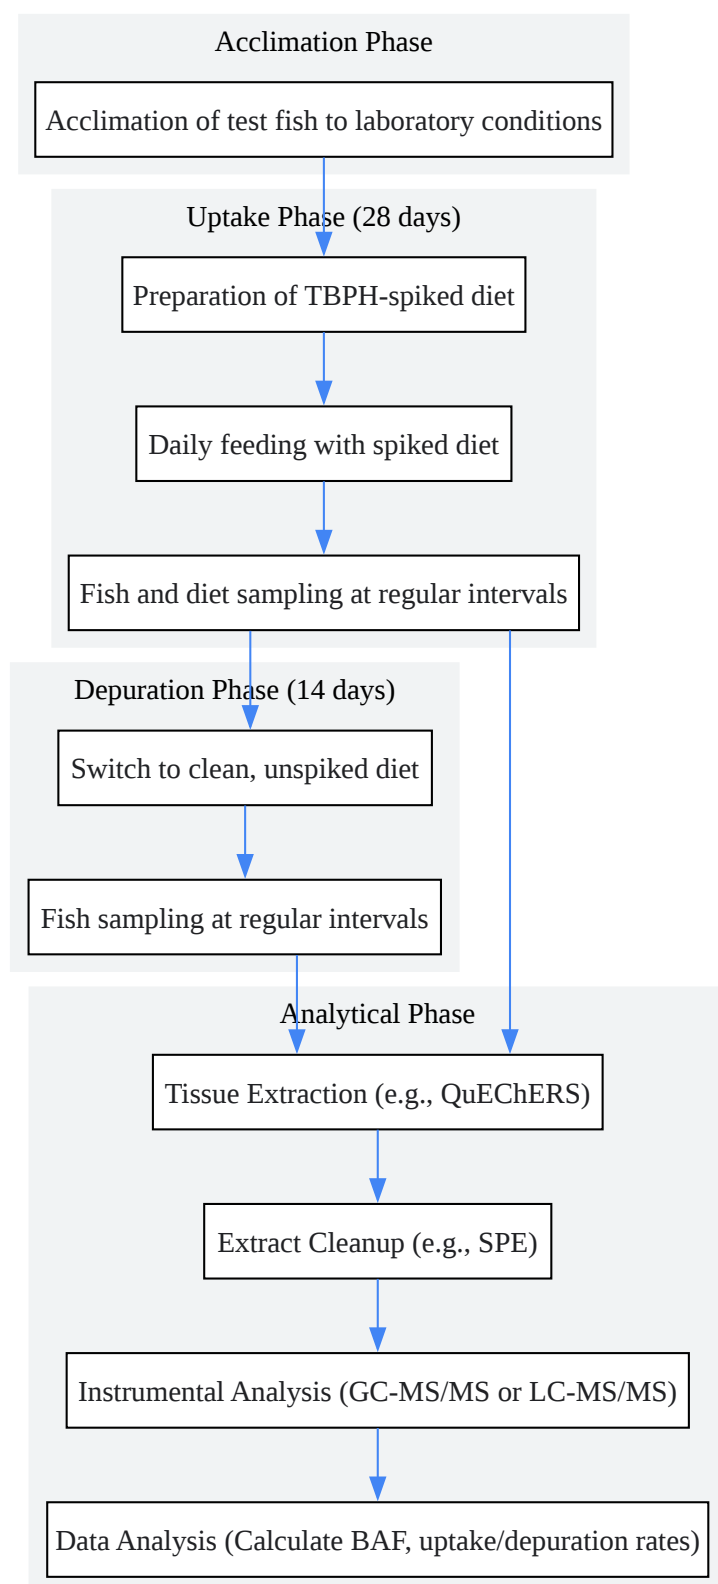 Acclimation Phase
Acclimation of test fish to laboratory conditions
Uptake Phase (28 days)
Preparation of TBPH-spiked diet
Daily feeding with spiked diet
Fish and diet sampling at regular intervals
Depuration Phase (14 days)
Switch to clean, unspiked diet
Fish sampling at regular intervals
Analytical Phase
Tissue Extraction (e.g., QuEChERS)
Extract Cleanup (e.g., SPE)
Instrumental Analysis (GC-MS/MS or LC-MS/MS)
Data Analysis (Calculate BAF, uptake/depuration rates)